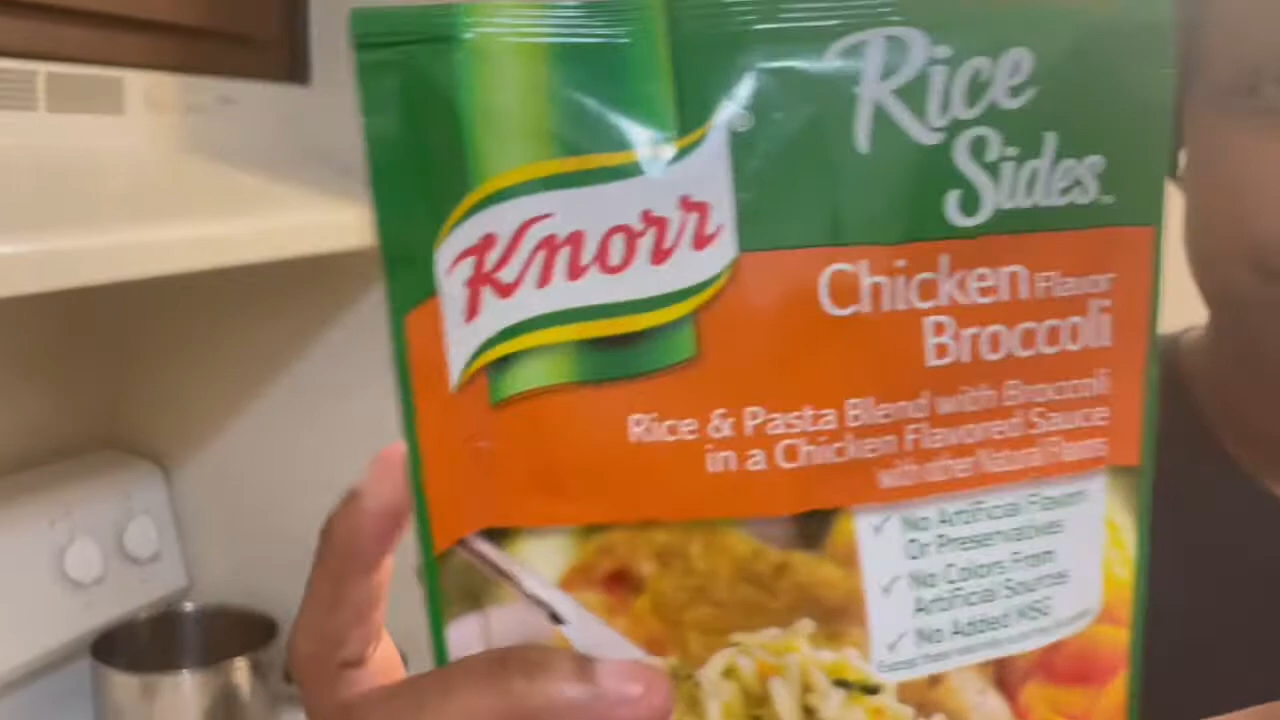 Rice
Sides™
Knorr®
Chicken Flavor
Broccoli
Rice & Pasta Blend with Broccoli
in a Chicken Flavored Sauce
with other Natural Flavors
✓ No Artificial Flavors
Or Preservatives
✓ No Colors From
Artificial Sources
✓ No Added MSG